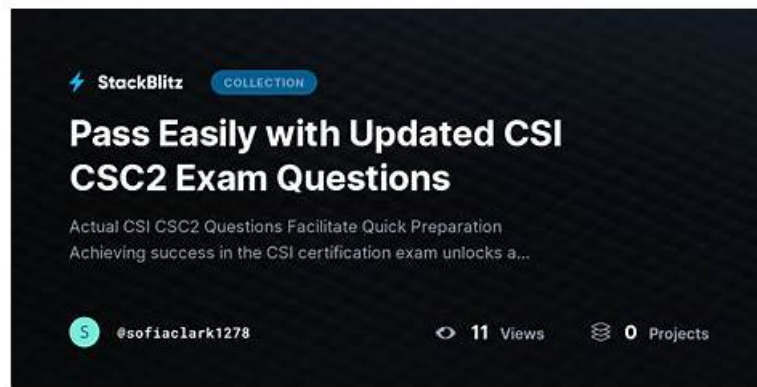 StackBlitz COLLECTION
Pass Easily with Updated CSI
CSC2 Exam Questions
Actual CSI CSC2 Questions Facilitate Quick Preparation
Achieving success in the CSI certification exam unlocks a...
S @sofiaclark1278 11 Views 0 Projects